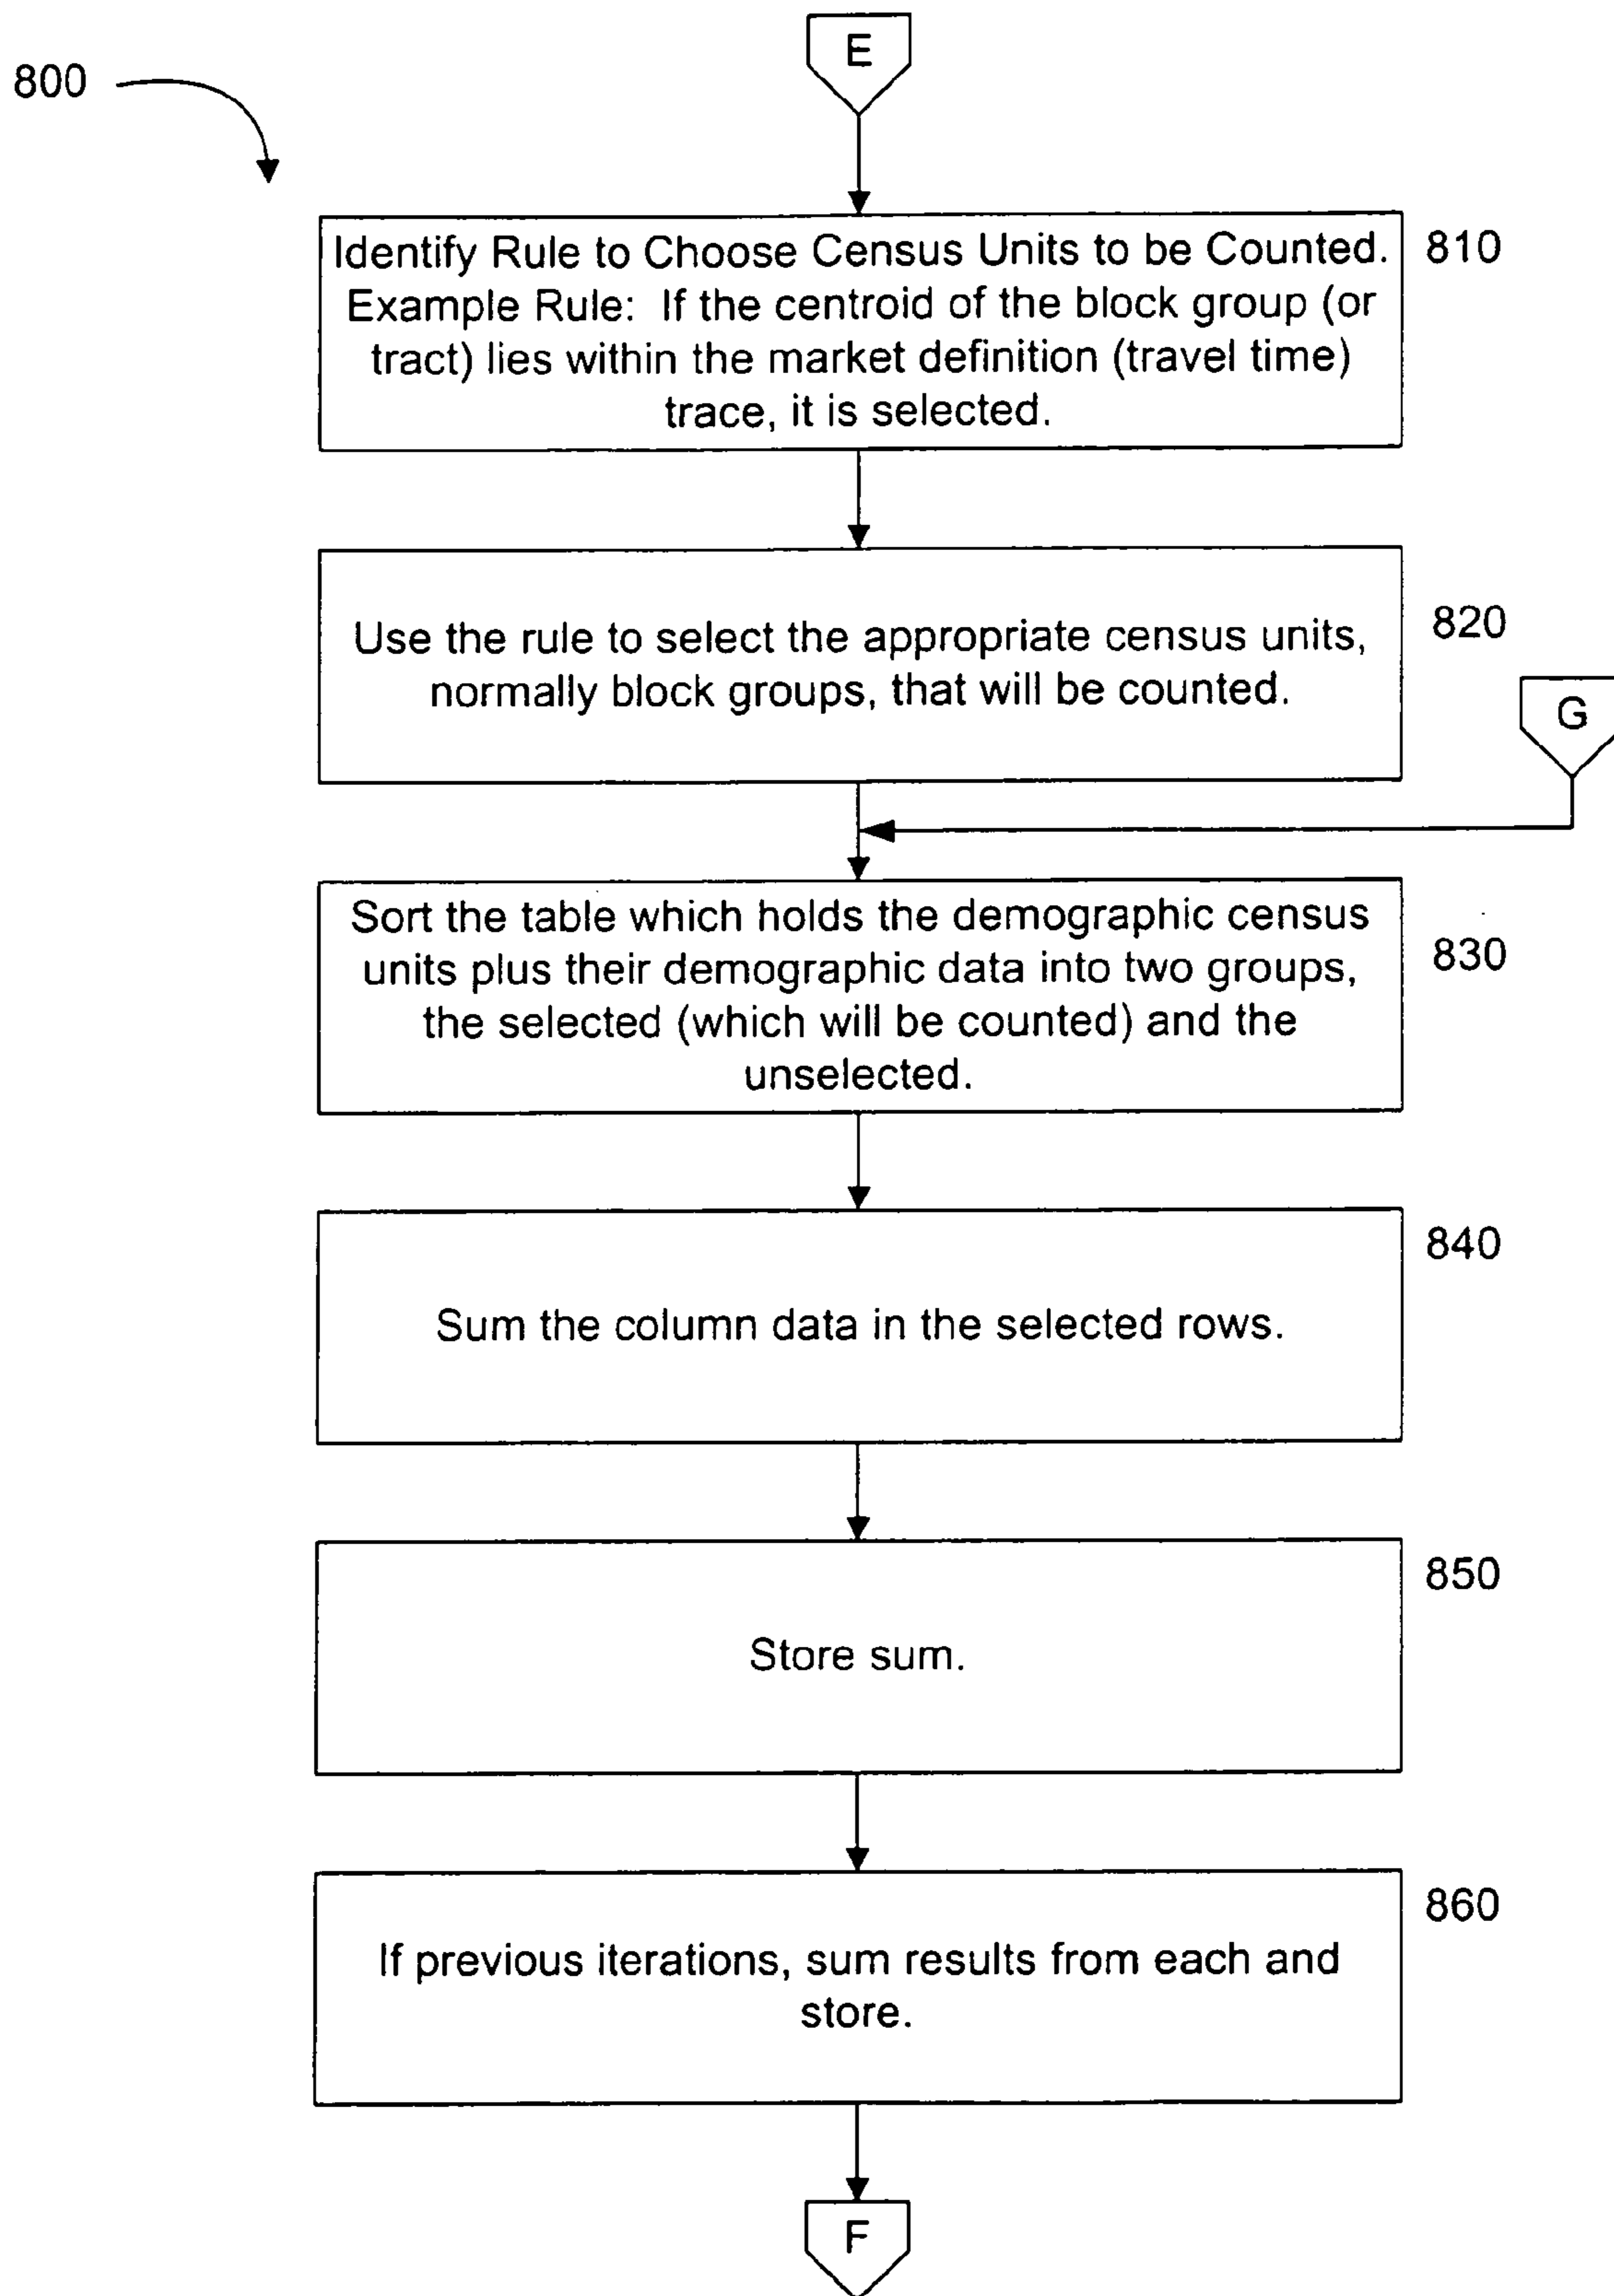 E
800
Identify Rule to Choose Census Units to be Counted.
Example Rule:  If the centroid of the block group (or
tract) lies within the market definition (travel time)
trace, it is selected.
810
Use the rule to select the appropriate census units,
normally block groups, that will be counted.
820
G
Sort the table which holds the demographic census
units plus their demographic data into two groups,
the selected (which will be counted) and the
unselected.
830
Sum the column data in the selected rows.
840
Store sum.
850
If previous iterations, sum results from each and
store.
860
F